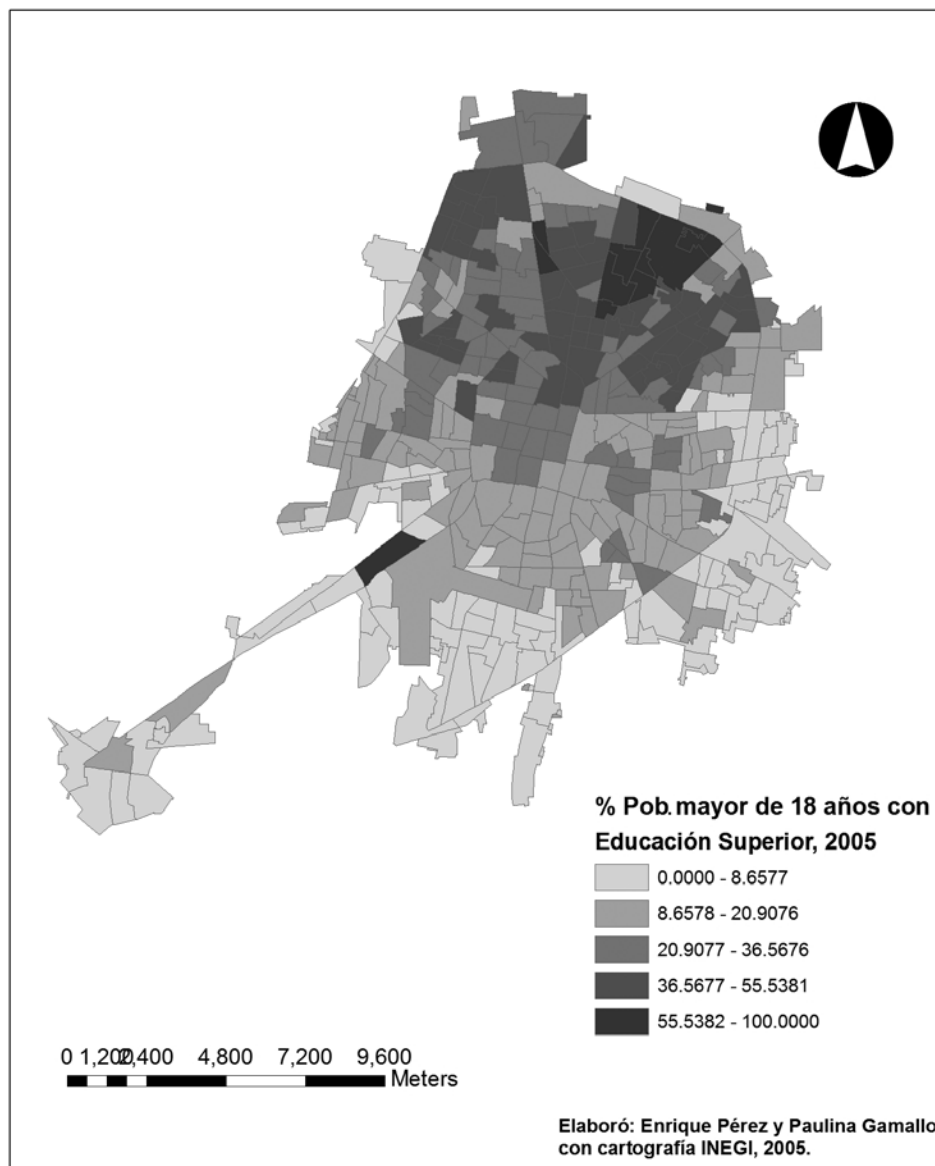 % Pob. mayor de 18 años con
Educación Superior, 2005
0.0000 - 8.6577
8.6578 - 20.9076
20.9077 - 36.5676
36.5677 - 55.5381
55.5382 - 100.0000
0 1,200 2,400 4,800 7,200 9,600
Meters
Elaboró: Enrique Pérez y Paulina Gamallo
con cartografía INEGI, 2005.